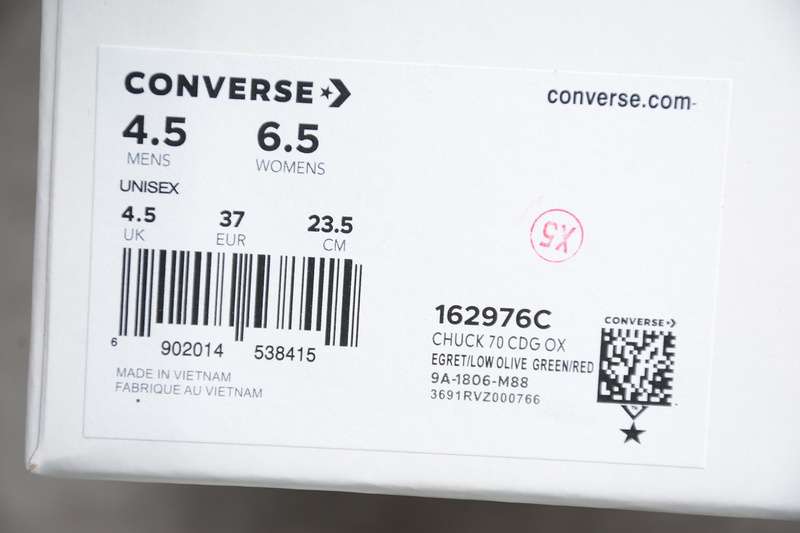 CONVERSE
converse.com
4.5 6.5
MENS WOMENS
UNISEX
4.5 37 23.5
UK EUR CM
6 902014 538415
MADE IN VIETNAM
FABRIQUE AU VIETNAM
X5
162976C
CHUCK 70 CDG OX
EGRET/LOW OLIVE GREEN/RED
9A-1806-M88
3691RVZ000766
CONVERSE